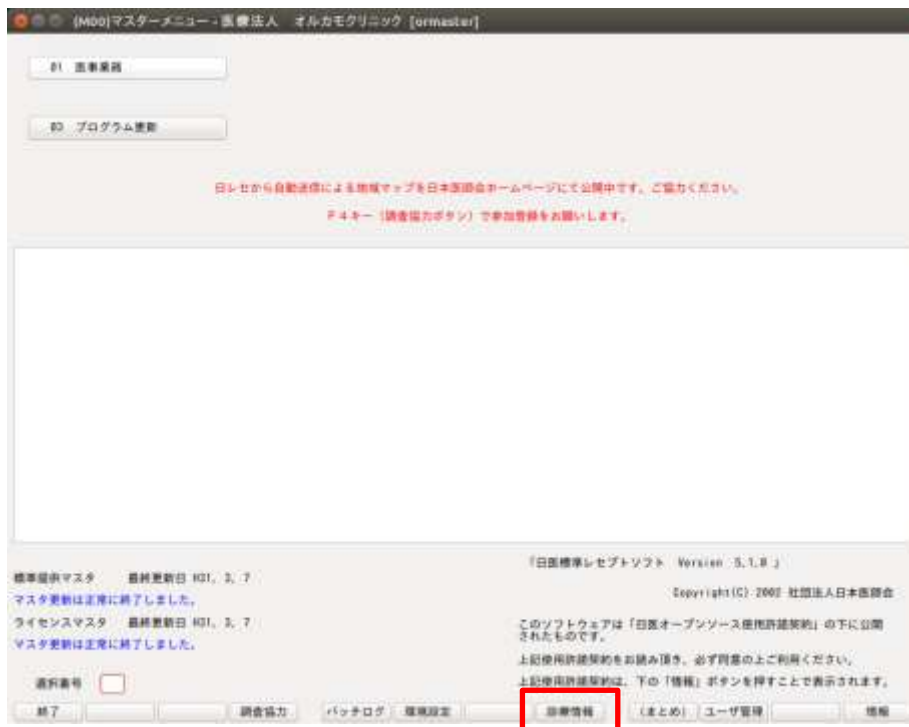 (M00)マスターメニュー - 医療法人　オルカモクリニック [ormaster]
01　医事業務
03　プログラム更新
日レセから自動送信による地域マップを日本医師会ホームページにて公開中です。ご協力ください。
F４キー（調査協力ボタン）で参加登録をお願いします。
「日医標準レセプトソフト　Version 5.1.0 」
標準提供マスタ　最終更新日 H31. 3. 7
マスタ更新は正常に終了しました。
Copyright(C) 2002 社団法人日本医師会
ライセンスマスタ　最終更新日 H31. 3. 7
マスタ更新は正常に終了しました。
このソフトウェアは「日医オープンソース使用許諾契約」の下に公開
されたものです。
上記使用許諾契約をお読み頂き、必ず同意の上ご利用ください。
上記使用許諾契約は、下の「情報」ボタンを押すことで表示されます。
選択番号
終了　調査協力　バッチログ　環境設定　診療情報　（まとめ）　ユーザ管理　情報